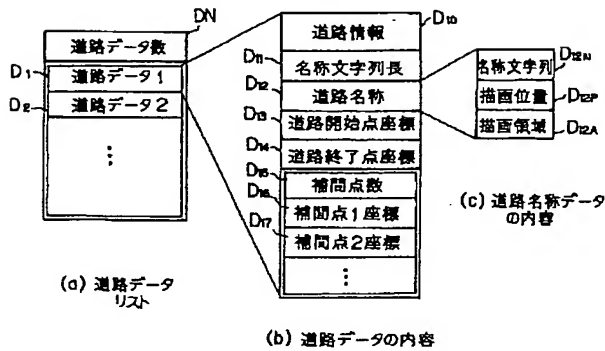 DN
道路データ数
D1
道路データ1
D2
道路データ2
⋮
(a) 道路データ
リスト
D10
道路情報
D11
名称文字列長
D12
道路名称
D13
道路開始点座標
D14
道路終了点座標
D15
補間点数
D16
補間点1座標
D17
補間点2座標
⋮
(b) 道路データの内容
名称文字列
D12N
描画位置
D12P
描画領域
D12A
(c) 道路名称データ
の内容